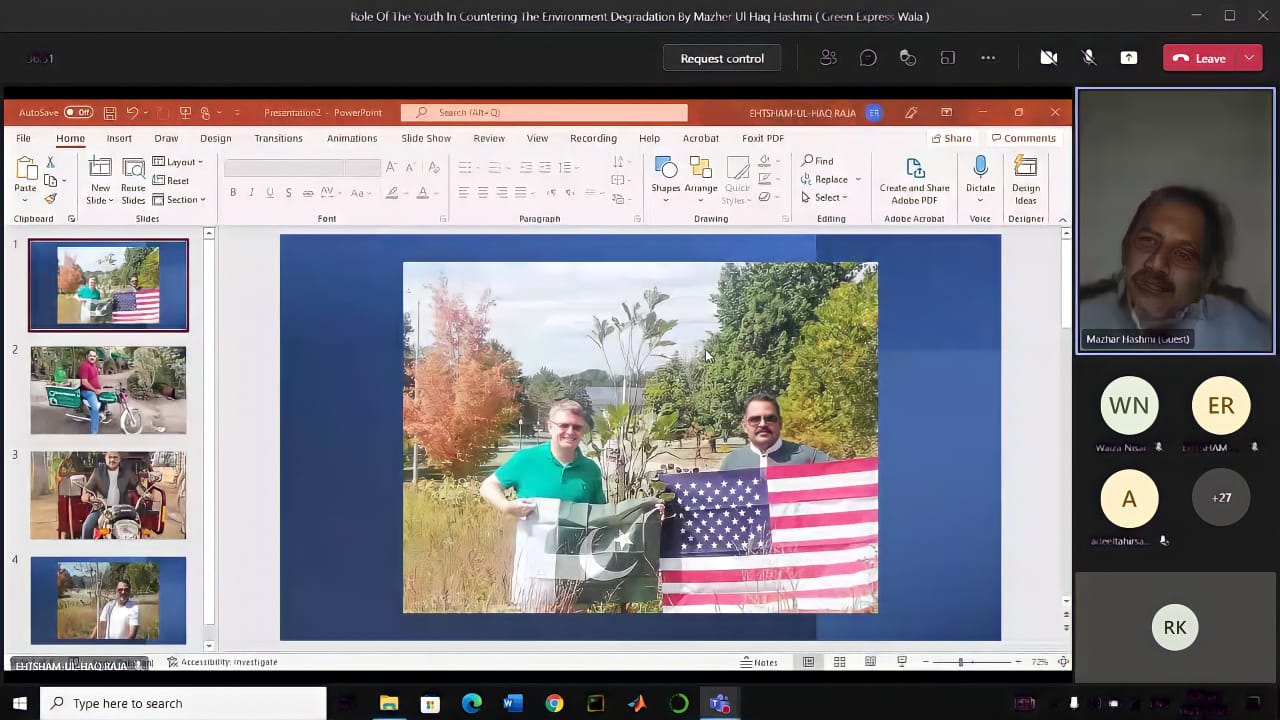 Role Of The Youth In Countering The Environment Degradation By Mazher Ul Haq Hashmi ( Green Express Wala )
Request control
Leave
AutoSave Off
Presentation2 - PowerPoint
Search (Alt+Q)
EHTSHAM-UL-HAQ RAJA ER
File Home Insert Draw Design Transitions Animations Slide Show Review View Recording Help Acrobat Foxit PDF Share Comments
Paste
New Slide
Reuse Slides
Layout
Reset
Section
B I U S ab AV Aa A
Shapes
Arrange
Quick Styles
Find
Replace
Select
Create and Share Adobe PDF
Dictate
Design Ideas
Clipboard Slides Font Paragraph Drawing Editing Adobe Acrobat Voice Designer
1
2
3
4
Mazhar Hashmi (Guest)
WN
Waiza Nisar
ER
EHTSHAM
A
adeeltahirsa...
+27
RK
EHTSHAM-UL-HAQ RAJA
Accessibility: Investigate
Notes
72%
Type here to search